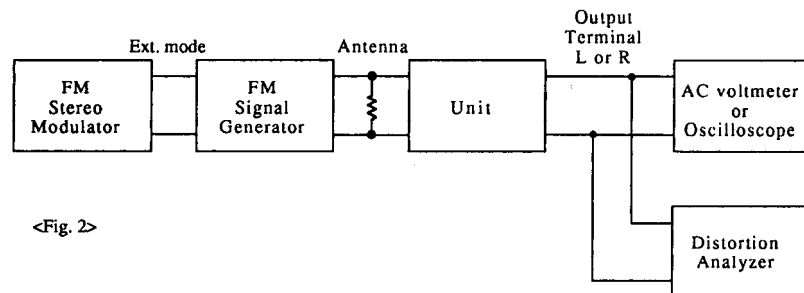 Output
Terminal
L or R
Ext. mode
Antenna
FM
Stereo
Modulator
FM
Signal
Generator
Unit
AC voltmeter
or
Oscilloscope
<Fig. 2>
Distortion
Analyzer